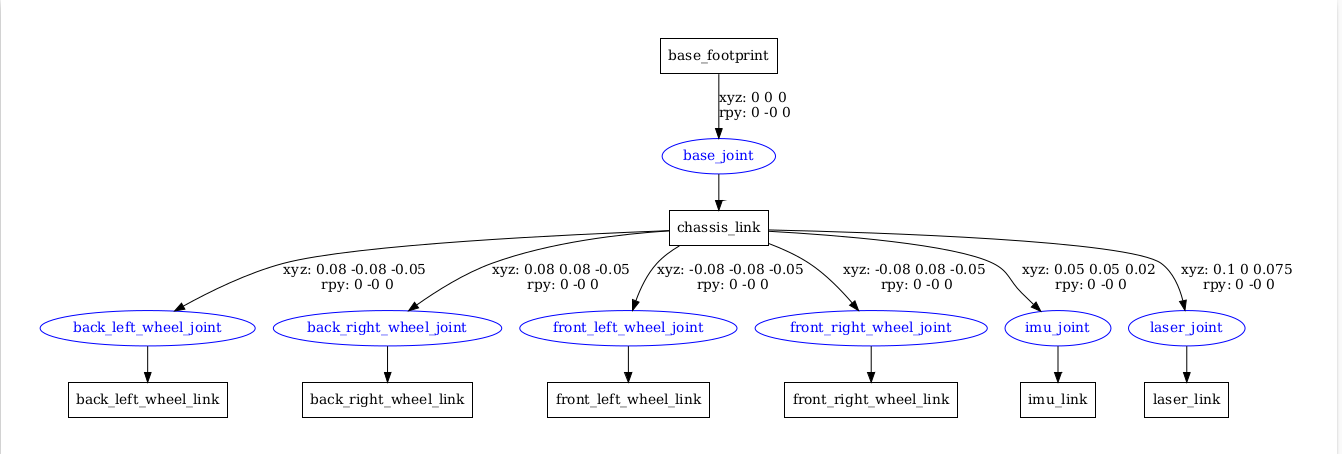 base_footprint
xyz: 0 0 0
rpy: 0 -0 0
base_joint
chassis_link
xyz: 0.08 -0.08 -0.05
rpy: 0 -0 0
xyz: 0.08 0.08 -0.05
rpy: 0 -0 0
xyz: -0.08 -0.08 -0.05
rpy: 0 -0 0
xyz: -0.08 0.08 -0.05
rpy: 0 -0 0
xyz: 0.05 0.05 0.02
rpy: 0 -0 0
xyz: 0.1 0 0.075
rpy: 0 -0 0
back_left_wheel_joint
back_right_wheel_joint
front_left_wheel_joint
front_right_wheel_joint
imu_joint
laser_joint
back_left_wheel_link
back_right_wheel_link
front_left_wheel_link
front_right_wheel_link
imu_link
laser_link